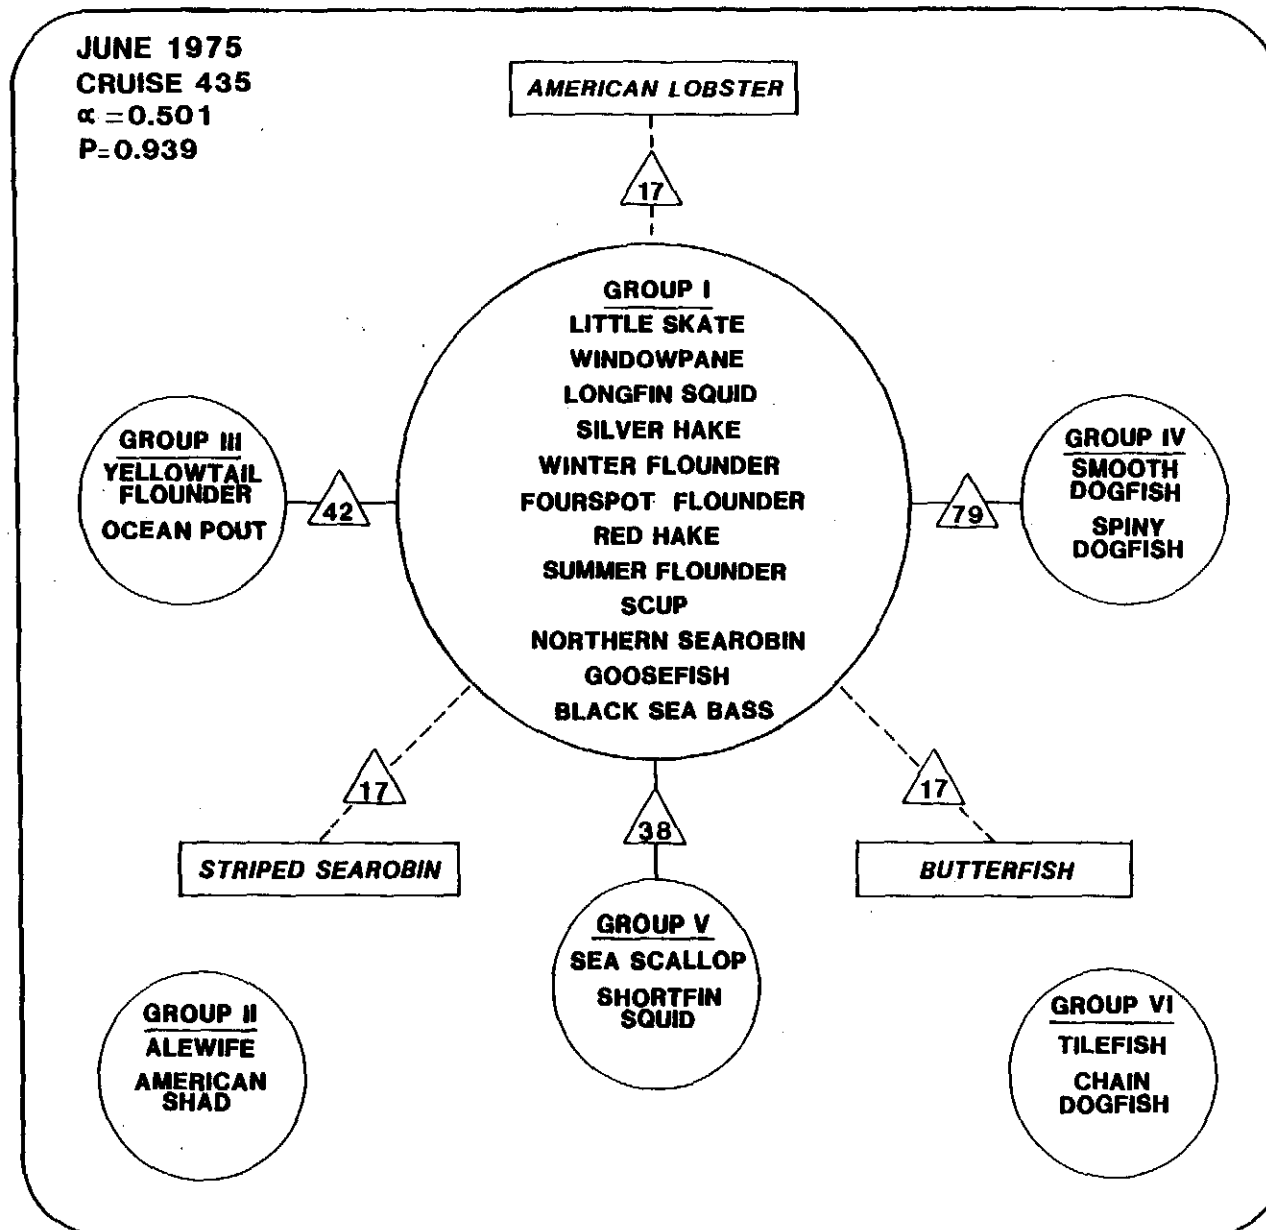 JUNE 1975
CRUISE 435
∝ =0.501
P=0.939
AMERICAN LOBSTER
17
GROUP I
LITTLE SKATE
WINDOWPANE
LONGFIN SQUID
SILVER HAKE
WINTER FLOUNDER
FOURSPOT FLOUNDER
RED HAKE
SUMMER FLOUNDER
SCUP
NORTHERN SEAROBIN
GOOSEFISH
BLACK SEA BASS
GROUP III
YELLOWTAIL
FLOUNDER
OCEAN POUT
42
79
GROUP IV
SMOOTH
DOGFISH
SPINY
DOGFISH
17
STRIPED SEAROBIN
38
17
BUTTERFISH
GROUP V
SEA SCALLOP
SHORTFIN
SQUID
GROUP II
ALEWIFE
AMERICAN
SHAD
GROUP VI
TILEFISH
CHAIN
DOGFISH